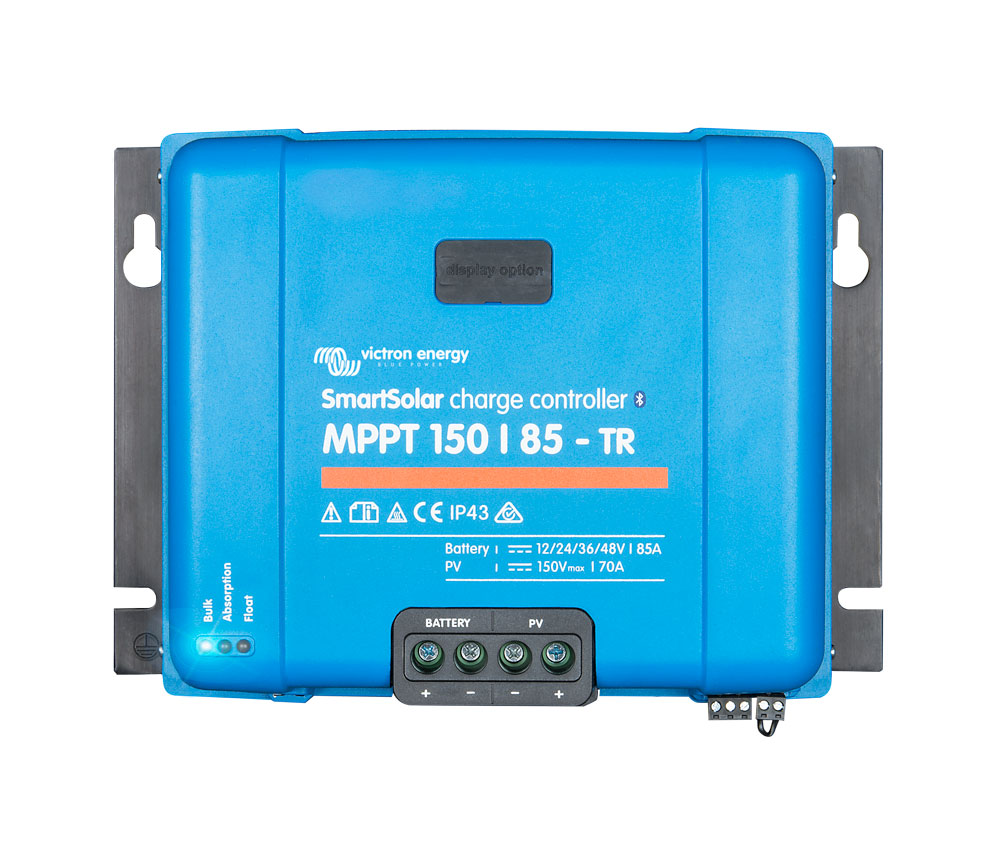 display option
victron energy
BLUE POWER
SmartSolar charge controller
MPPT 150 | 85 - TR
CE IP43
Battery | 12/24/36/48V | 85A
PV | 150Vmax | 70A
Bulk
Absorption
Float
BATTERY PV
+ − − +